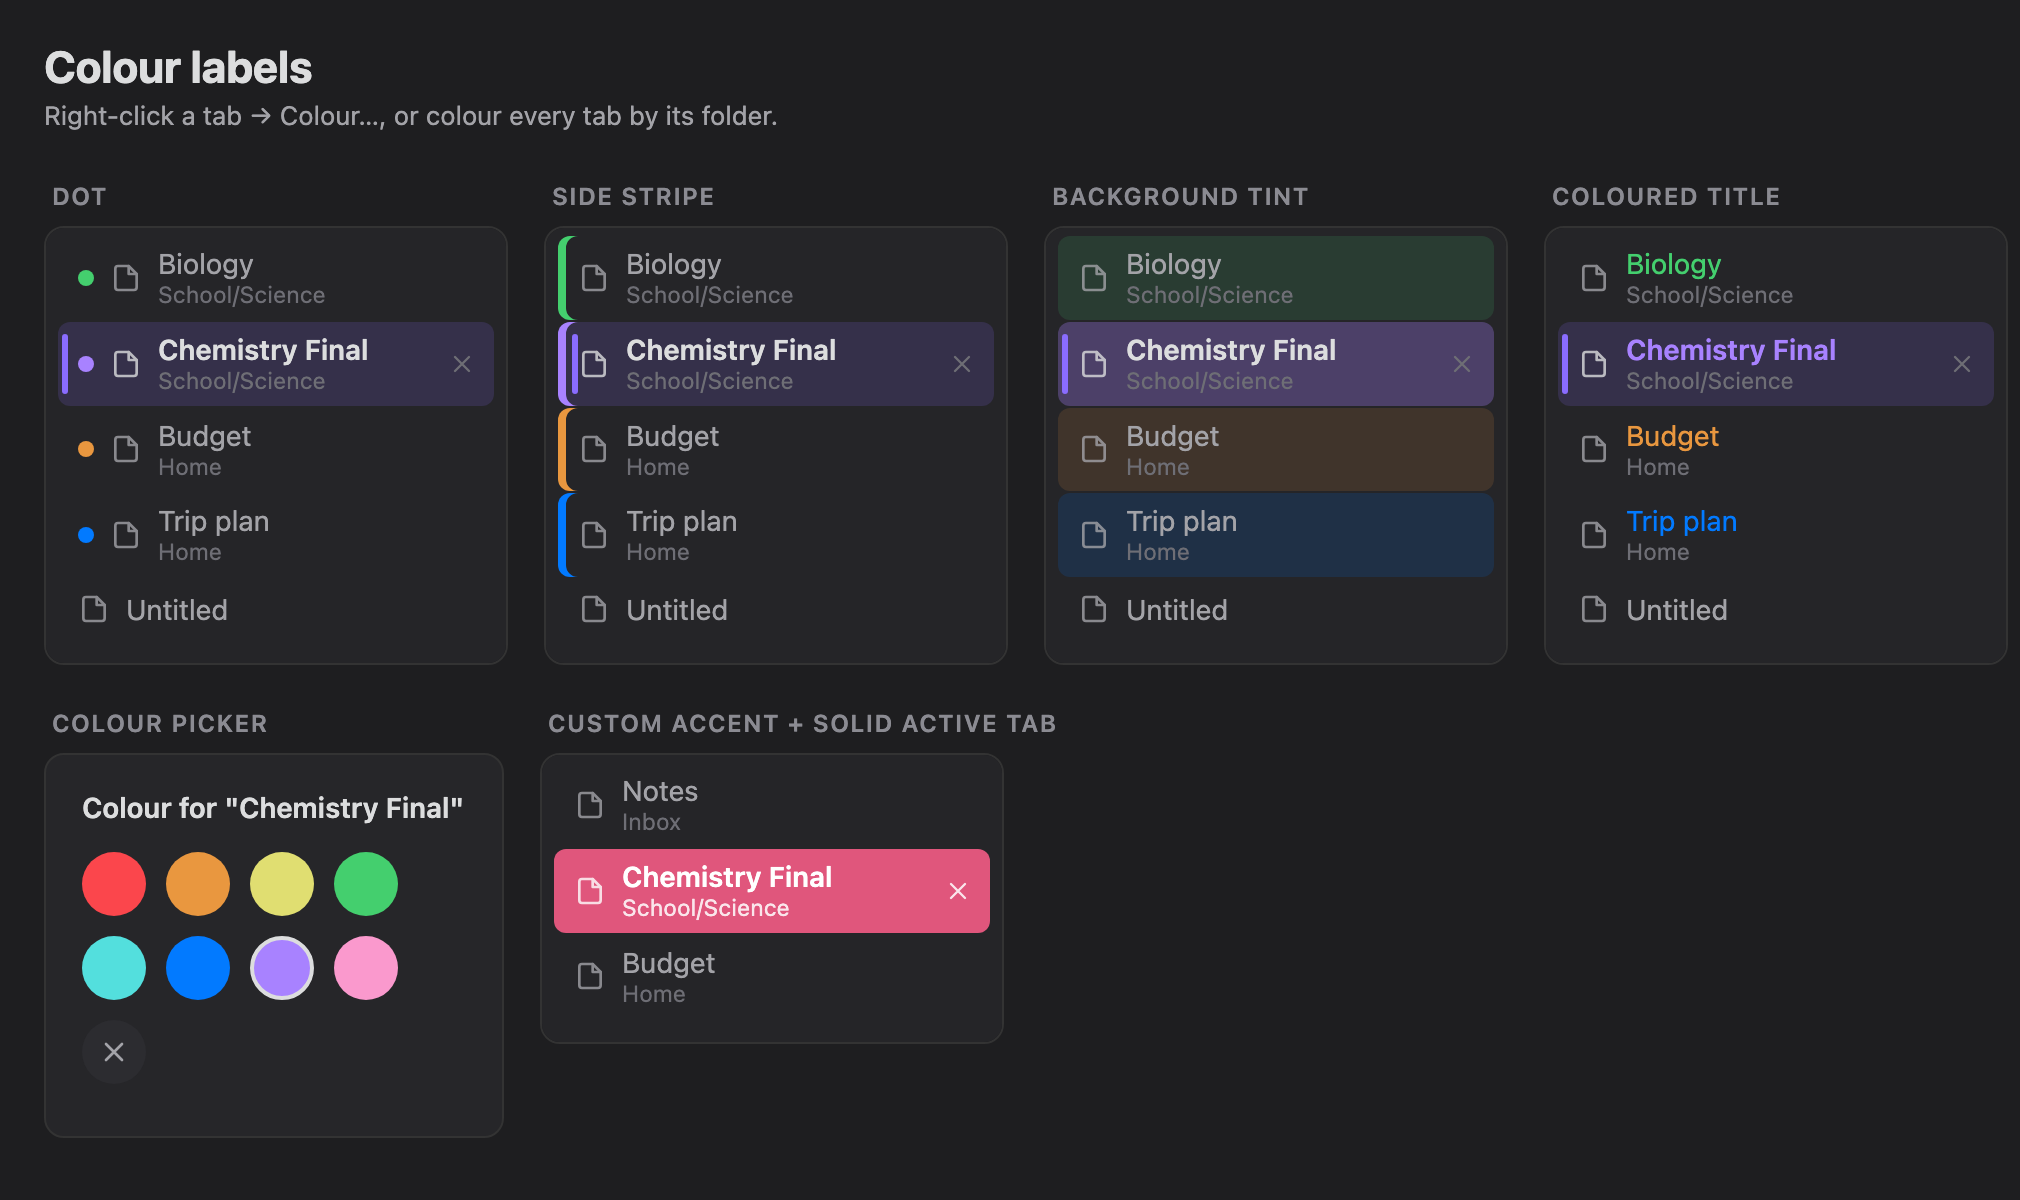 Colour labels
Right-click a tab → Colour..., or colour every tab by its folder.
DOT
Biology
School/Science
Chemistry Final
School/Science
Budget
Home
Trip plan
Home
Untitled
SIDE STRIPE
Biology
School/Science
Chemistry Final
School/Science
Budget
Home
Trip plan
Home
Untitled
BACKGROUND TINT
Biology
School/Science
Chemistry Final
School/Science
Budget
Home
Trip plan
Home
Untitled
COLOURED TITLE
Biology
School/Science
Chemistry Final
School/Science
Budget
Home
Trip plan
Home
Untitled
COLOUR PICKER
Colour for "Chemistry Final"
CUSTOM ACCENT + SOLID ACTIVE TAB
Notes
Inbox
Chemistry Final
School/Science
Budget
Home